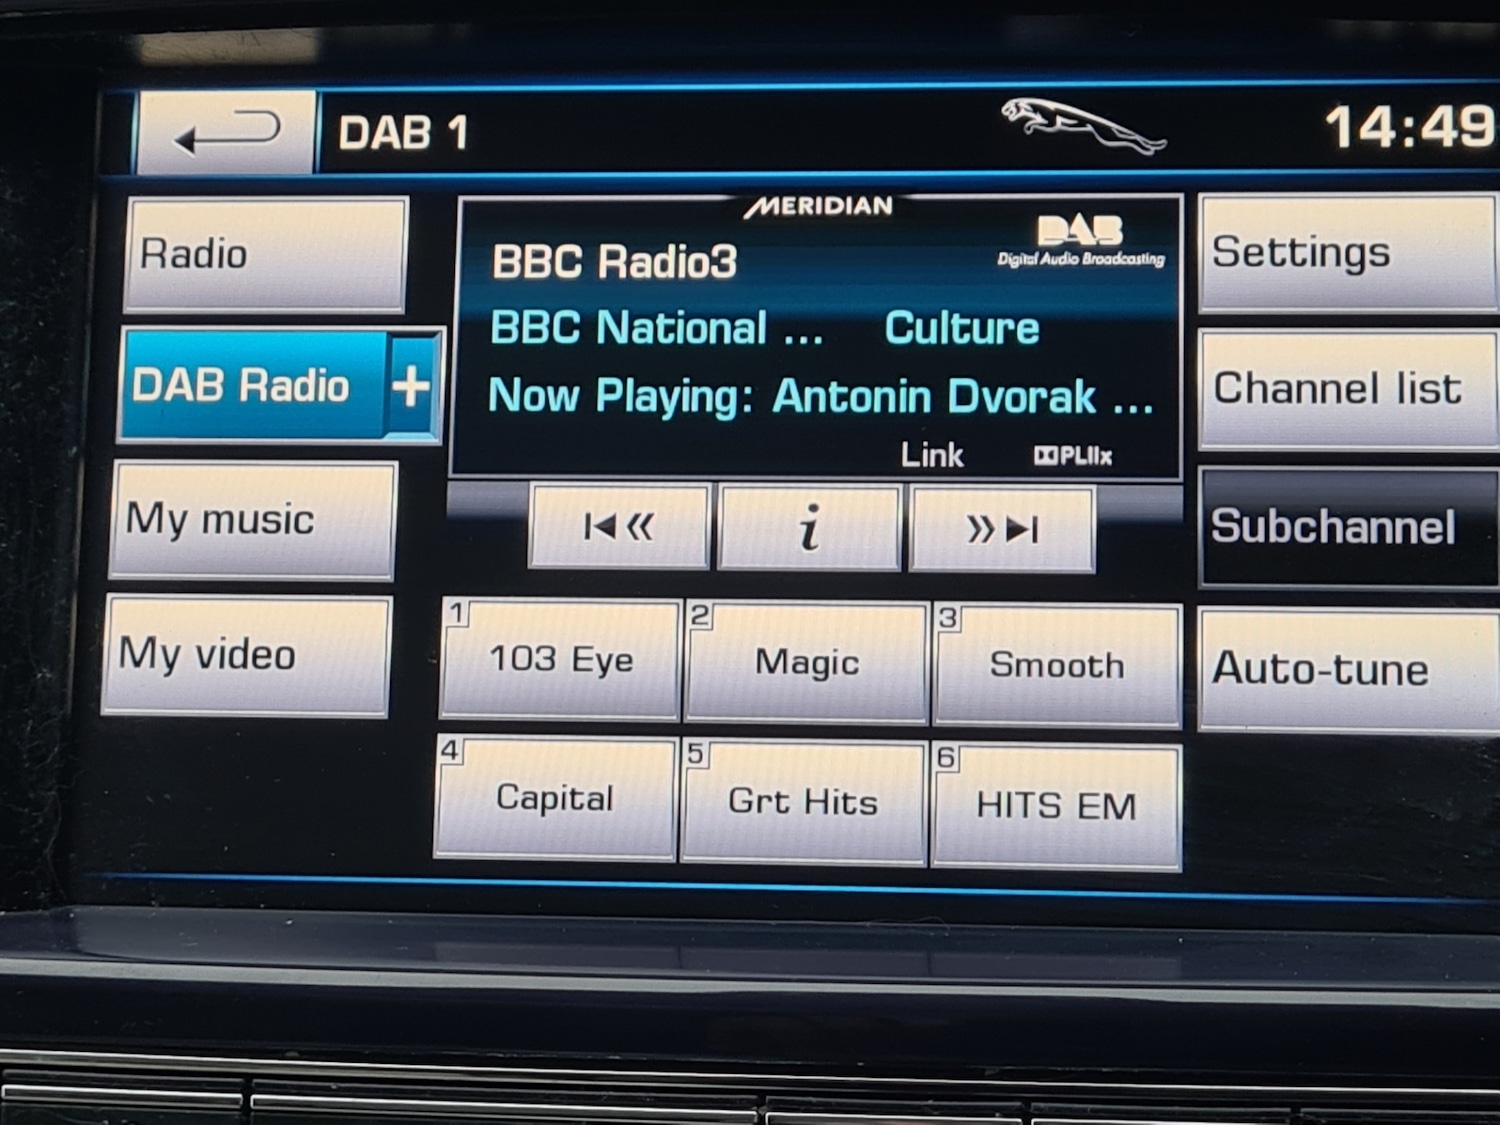 DAB 1
14:49
Radio
DAB Radio +
My music
My video
MERIDIAN
DAB
Digital Audio Broadcasting
BBC Radio3
BBC National ... Culture
Now Playing: Antonin Dvorak ...
Link
PLIIx
i
1 103 Eye
2 Magic
3 Smooth
4 Capital
5 Grt Hits
6 HITS EM
Settings
Channel list
Subchannel
Auto-tune